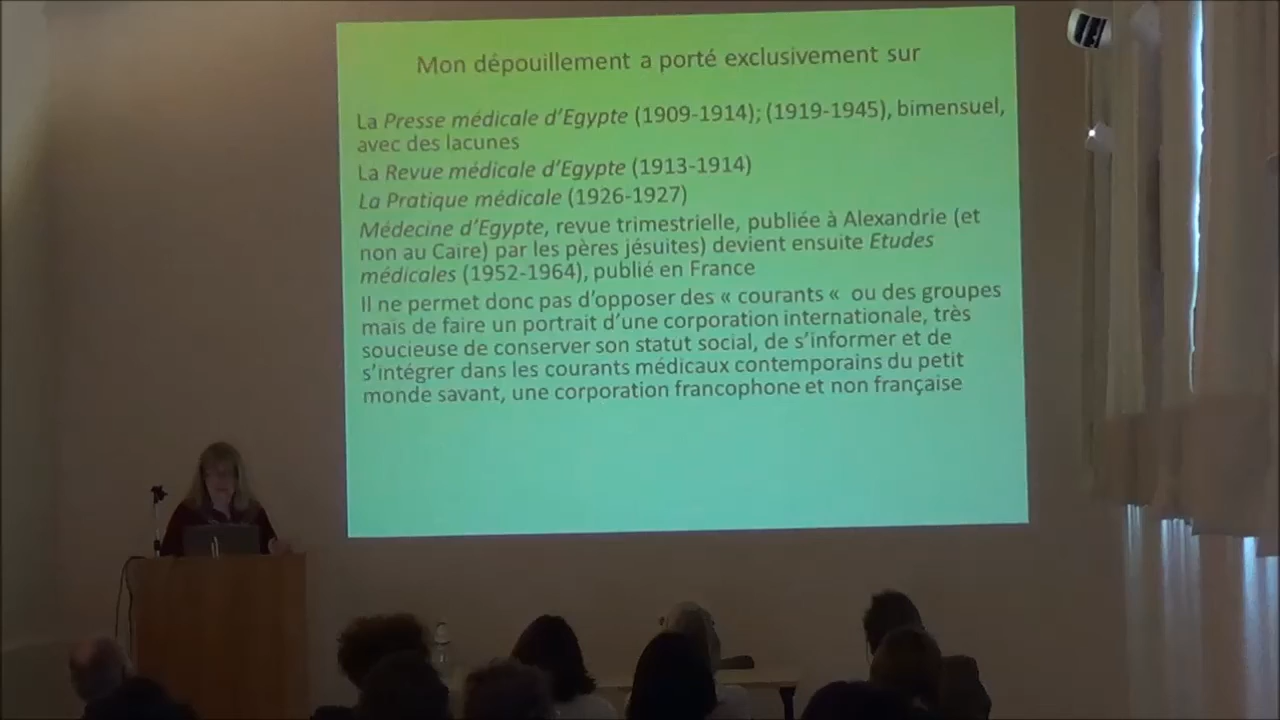 Mon dépouillement a porté exclusivement sur
La Presse médicale d'Egypte (1909-1914); (1919-1945), bimensuel,
avec des lacunes
La Revue médicale d'Egypte (1913-1914)
La Pratique médicale (1926-1927)
Médecine d'Egypte, revue trimestrielle, publiée à Alexandrie (et
non au Caire) par les pères jésuites) devient ensuite Etudes
médicales (1952-1964), publié en France
Il ne permet donc pas d'opposer des « courants «  ou des groupes
mais de faire un portrait d'une corporation internationale, très
soucieuse de conserver son statut social, de s'informer et de
s'intégrer dans les courants médicaux contemporains du petit
monde savant, une corporation francophone et non française